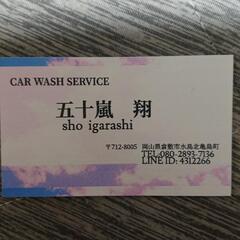 CAR WASH SERVICE
五十嵐 翔
sho igarashi
〒712-8005 岡山県倉敷市水島北亀島町
TEL:080-2893-7136
LINE ID: 4312266